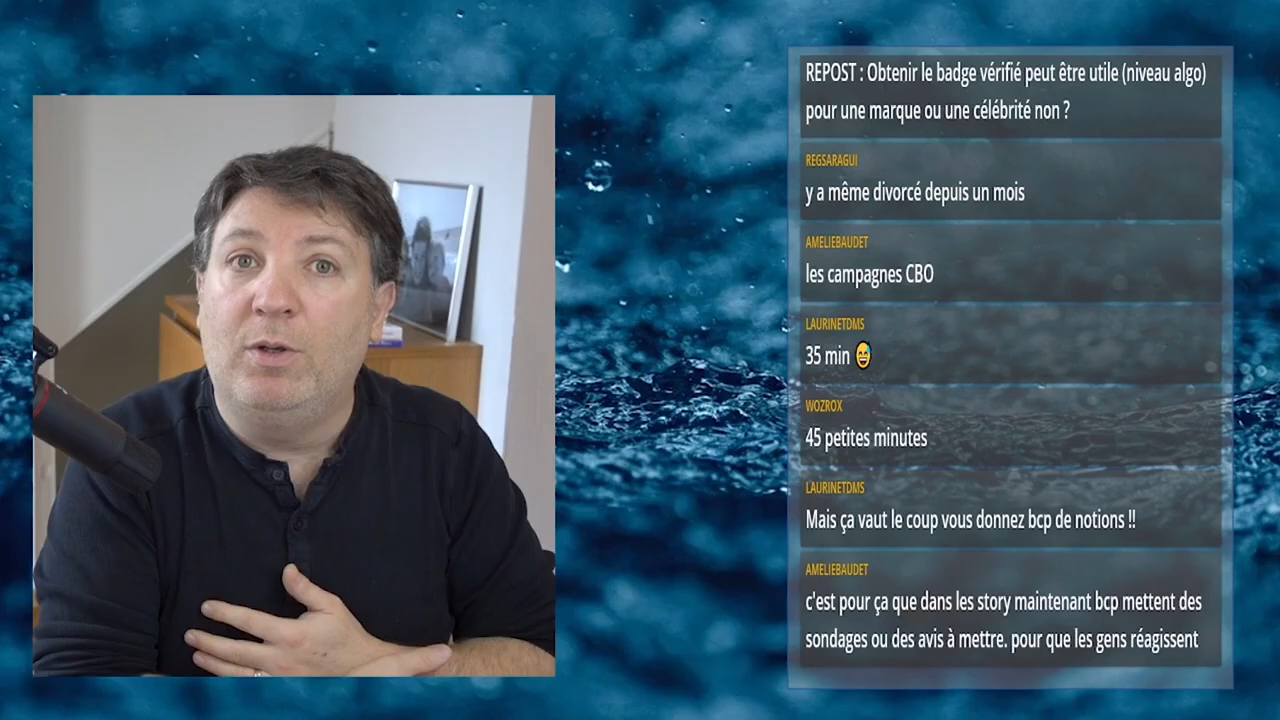 REPOST : Obtenir le badge vérifié peut être utile (niveau algo)
pour une marque ou une célébrité non ?
REGSARAGUI
y a même divorcé depuis un mois
AMELIEBAUDET
les campagnes CBO
LAURINETDMS
35 min 😅
WOZROX
45 petites minutes
LAURINETDMS
Mais ça vaut le coup vous donnez bcp de notions !!
AMELIEBAUDET
c'est pour ça que dans les story maintenant bcp mettent des
sondages ou des avis à mettre. pour que les gens réagissent